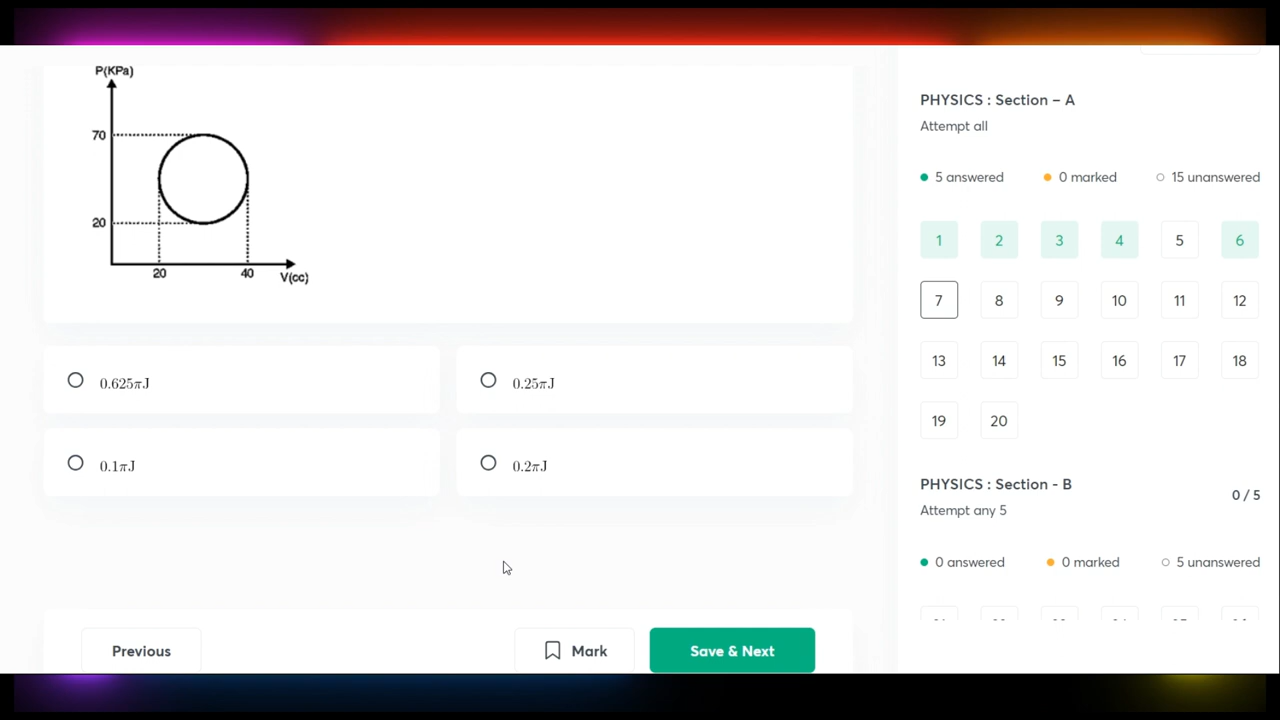 P(KPa)
70
20
20 40
V(cc)
0.625πJ
0.25πJ
0.1πJ
0.2πJ
Previous
Mark
Save & Next
PHYSICS : Section – A
Attempt all
5 answered 0 marked 15 unanswered
1 2 3 4 5 6
7 8 9 10 11 12
13 14 15 16 17 18
19 20
PHYSICS : Section - B
0 / 5
Attempt any 5
0 answered 0 marked 5 unanswered